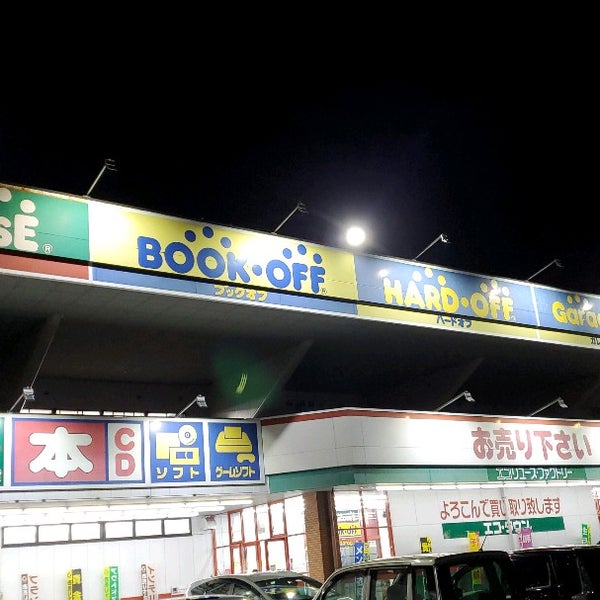 SE®
BOOK·OFF®
ブックオフ
HARD·OFF
ハードオフ
本
CD
ソフト
ゲームソフト
お売り下さい
エコリユースファクトリー
よろこんで買い取り致します
エコ・タウン